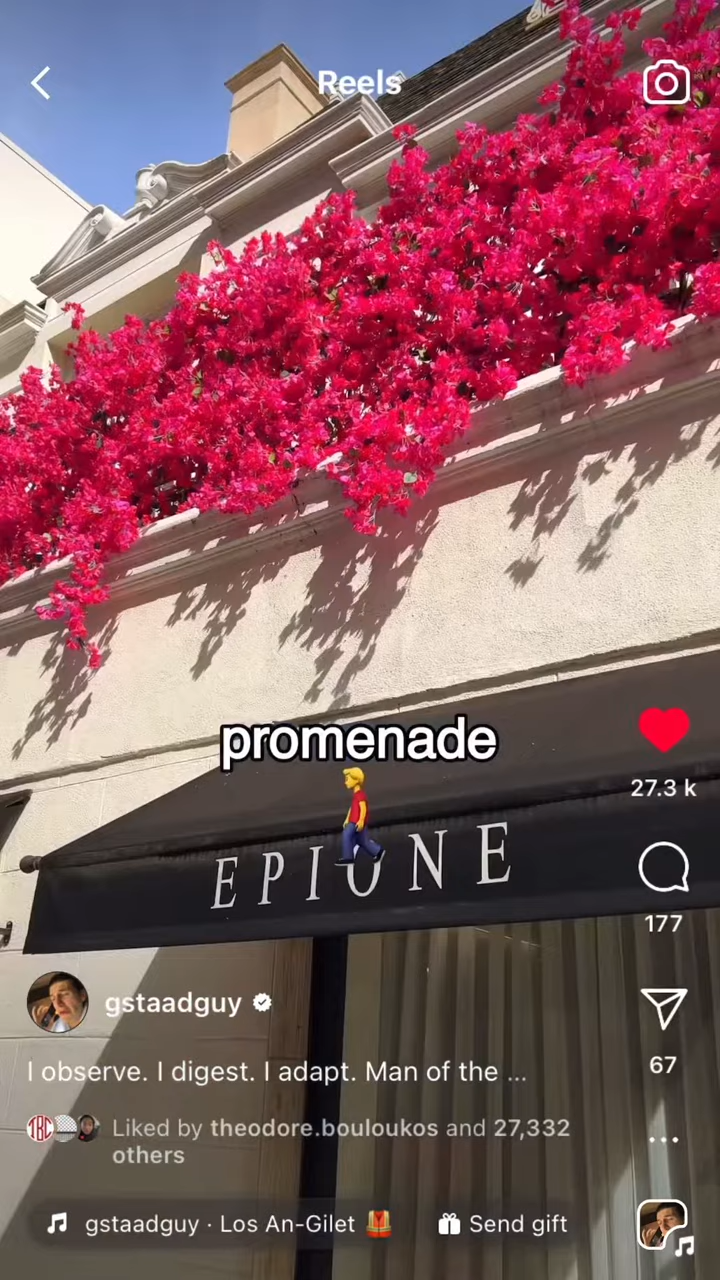 Reels
promenade
EPIONE
27.3 k
177
67
gstaadguy
I observe. I digest. I adapt. Man of the ...
Liked by theodore.bouloukos and 27,332
others
gstaadguy · Los An-Gilet 🦺
Send gift